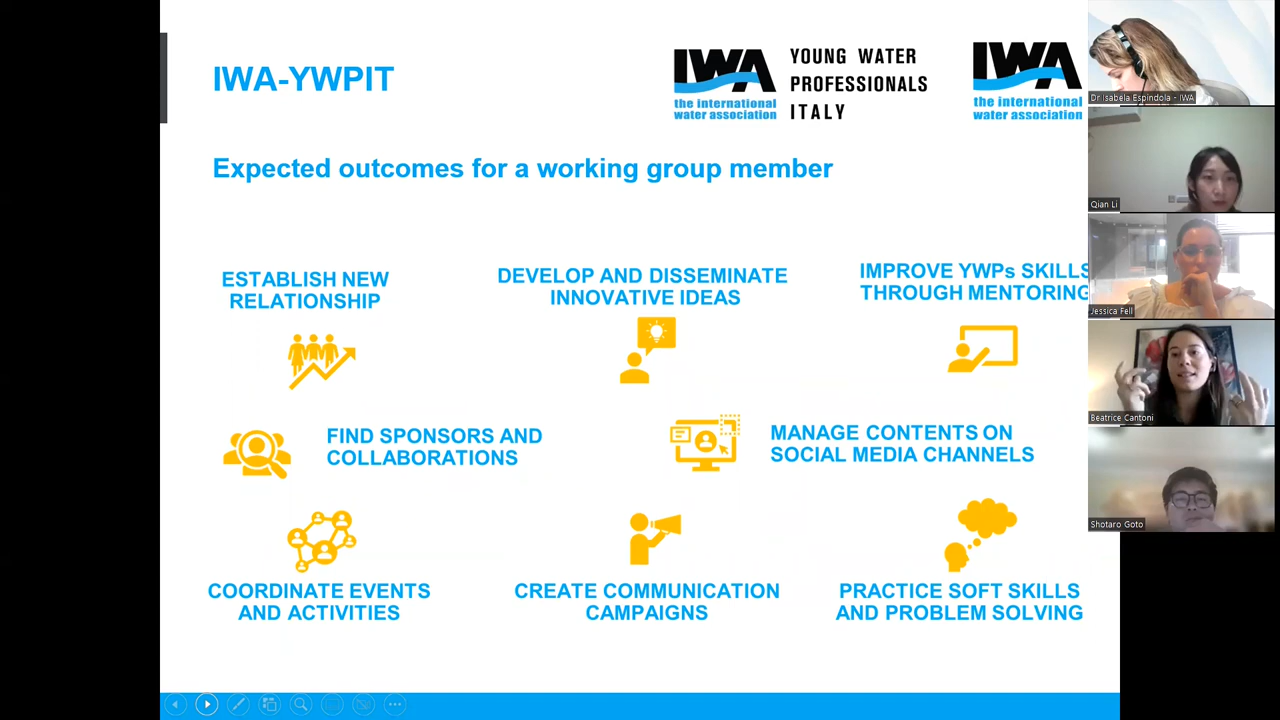 IWA-YWPIT
IWA
the international
water association
YOUNG WATER
PROFESSIONALS
ITALY
IWA
the international
water association
Expected outcomes for a working group member
ESTABLISH NEW
RELATIONSHIP
DEVELOP AND DISSEMINATE
INNOVATIVE IDEAS
IMPROVE YWPs SKILLS
THROUGH MENTORING
FIND SPONSORS AND
COLLABORATIONS
MANAGE CONTENTS ON
SOCIAL MEDIA CHANNELS
COORDINATE EVENTS
AND ACTIVITIES
CREATE COMMUNICATION
CAMPAIGNS
PRACTICE SOFT SKILLS
AND PROBLEM SOLVING
Dr Isabela Espindola - IWA
Qian Li
Jessica Fell
Beatrice Cantoni
Shotaro Goto